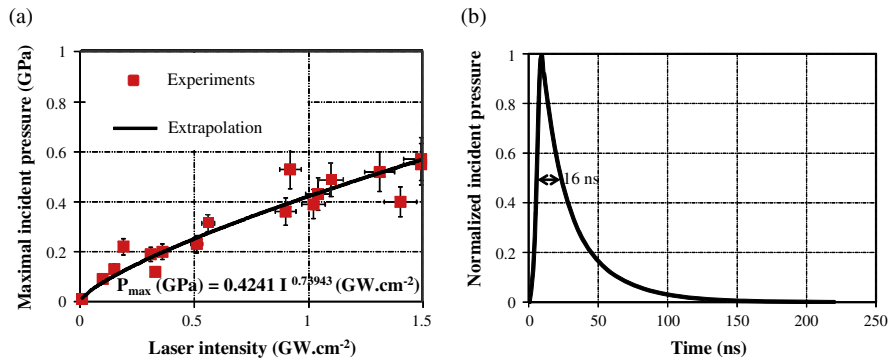 (a)
Maximal incident pressure (GPa)
1
0.8
0.6
0.4
0.2
0
0
0.5
1
1.5
Experiments
Extrapolation
P_max (GPa) = 0.4241 I^0.73943 (GW.cm^-2)
Laser intensity (GW.cm^-2)
(b)
Normalized incident pressure
1
0.8
0.6
0.4
0.2
0
0
50
100
150
200
250
16 ns
Time (ns)